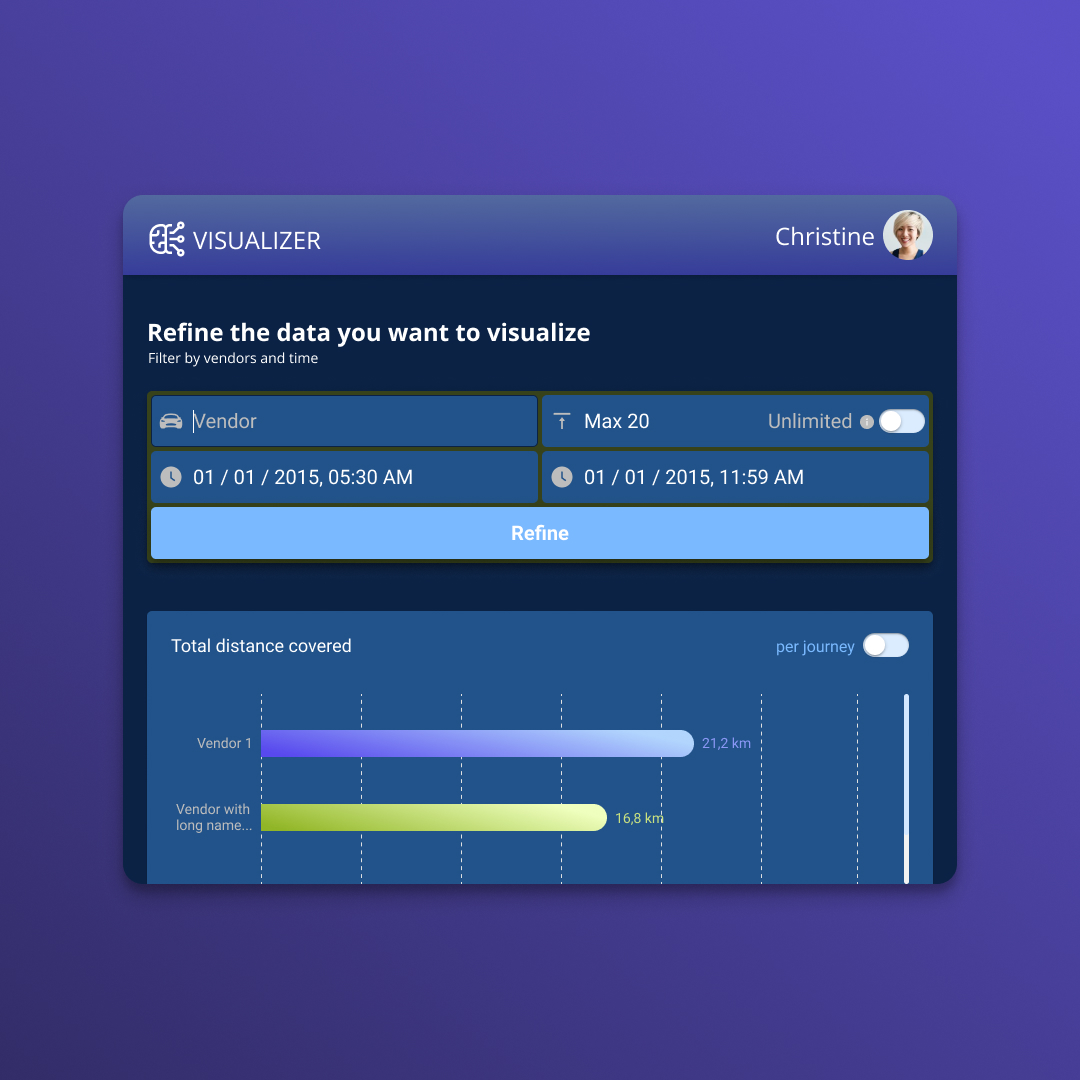 VISUALIZER
Christine
Refine the data you want to visualize
Filter by vendors and time
Vendor
Max 20
Unlimited
01 / 01 / 2015, 05:30 AM
01 / 01 / 2015, 11:59 AM
Refine
Total distance covered
per journey
Vendor 1
21,2 km
Vendor with
long name...
16,8 km